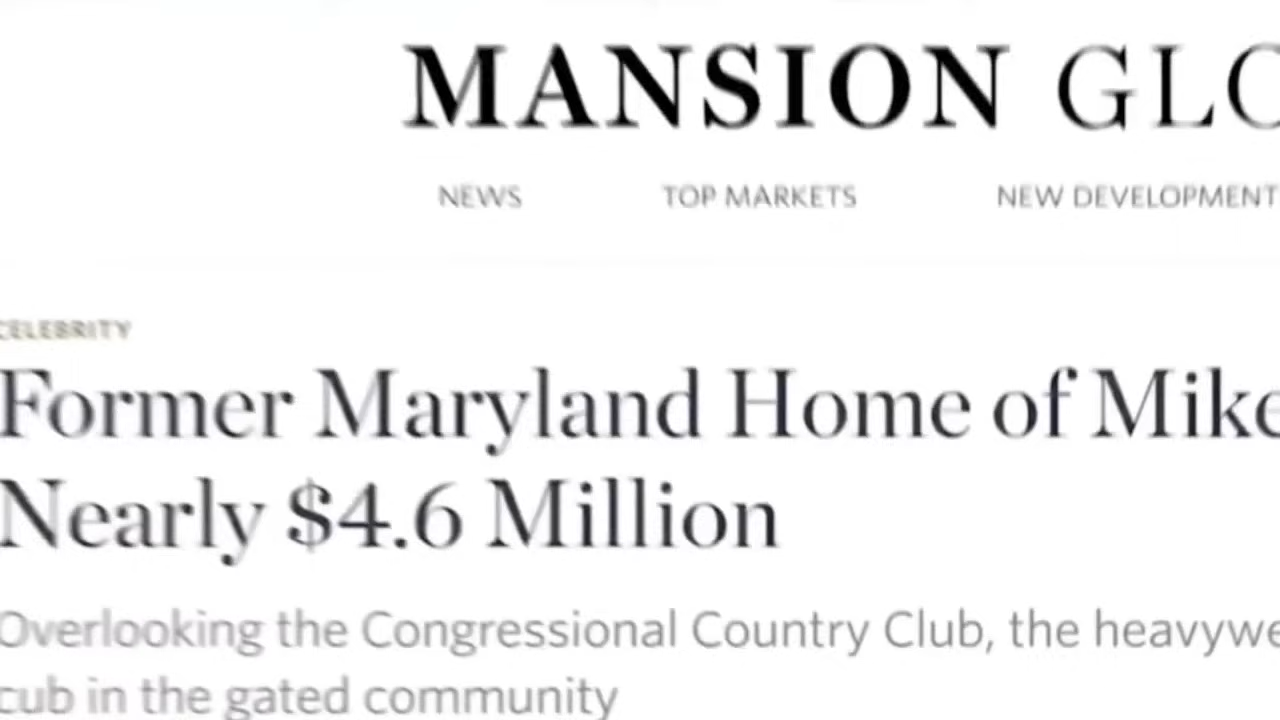 MANSION GLO
NEWS TOP MARKETS NEW DEVELOPMENT
CELEBRITY
Former Maryland Home of Mike
Nearly $4.6 Million
Overlooking the Congressional Country Club, the heavywe
cub in the gated community